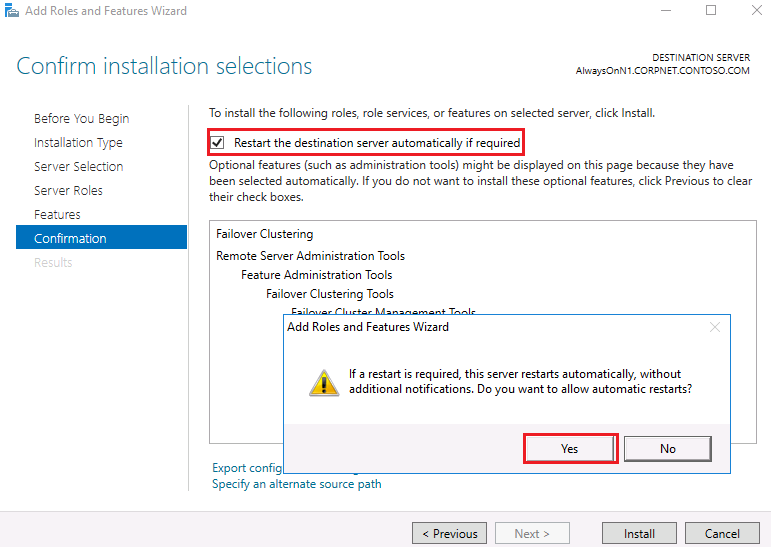 Add Roles and Features Wizard
Confirm installation selections
DESTINATION SERVER
AlwaysOnN1.CORPNET.CONTOSO.COM
Before You Begin
Installation Type
Server Selection
Server Roles
Features
Confirmation
Results
To install the following roles, role services, or features on selected server, click Install.
Restart the destination server automatically if required
Optional features (such as administration tools) might be displayed on this page because they have
been selected automatically. If you do not want to install these optional features, click Previous to clear
their check boxes.
Failover Clustering
Remote Server Administration Tools
Feature Administration Tools
Failover Clustering Tools
Failover Cluster Management Tools
Add Roles and Features Wizard
If a restart is required, this server restarts automatically, without
additional notifications. Do you want to allow automatic restarts?
Yes
No
Export
Specify an alternate source path
< Previous
Next >
Install
Cancel